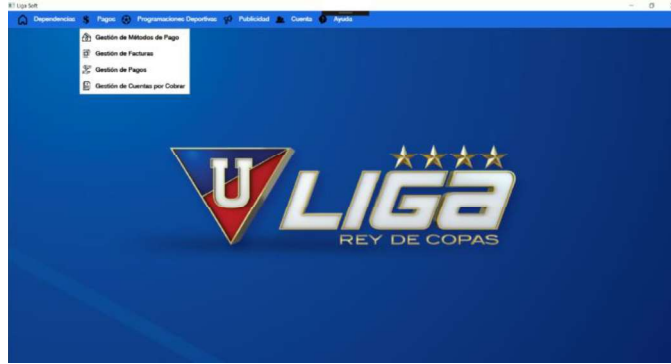 Liga Soft
Dependencias $ Pagos Programaciones Deportivas Publicidad Cuenta Ayuda
Gestión de Métodos de Pago
Gestión de Facturas
Gestión de Pagos
Gestión de Cuentas por Cobrar
U LIGA
REY DE COPAS